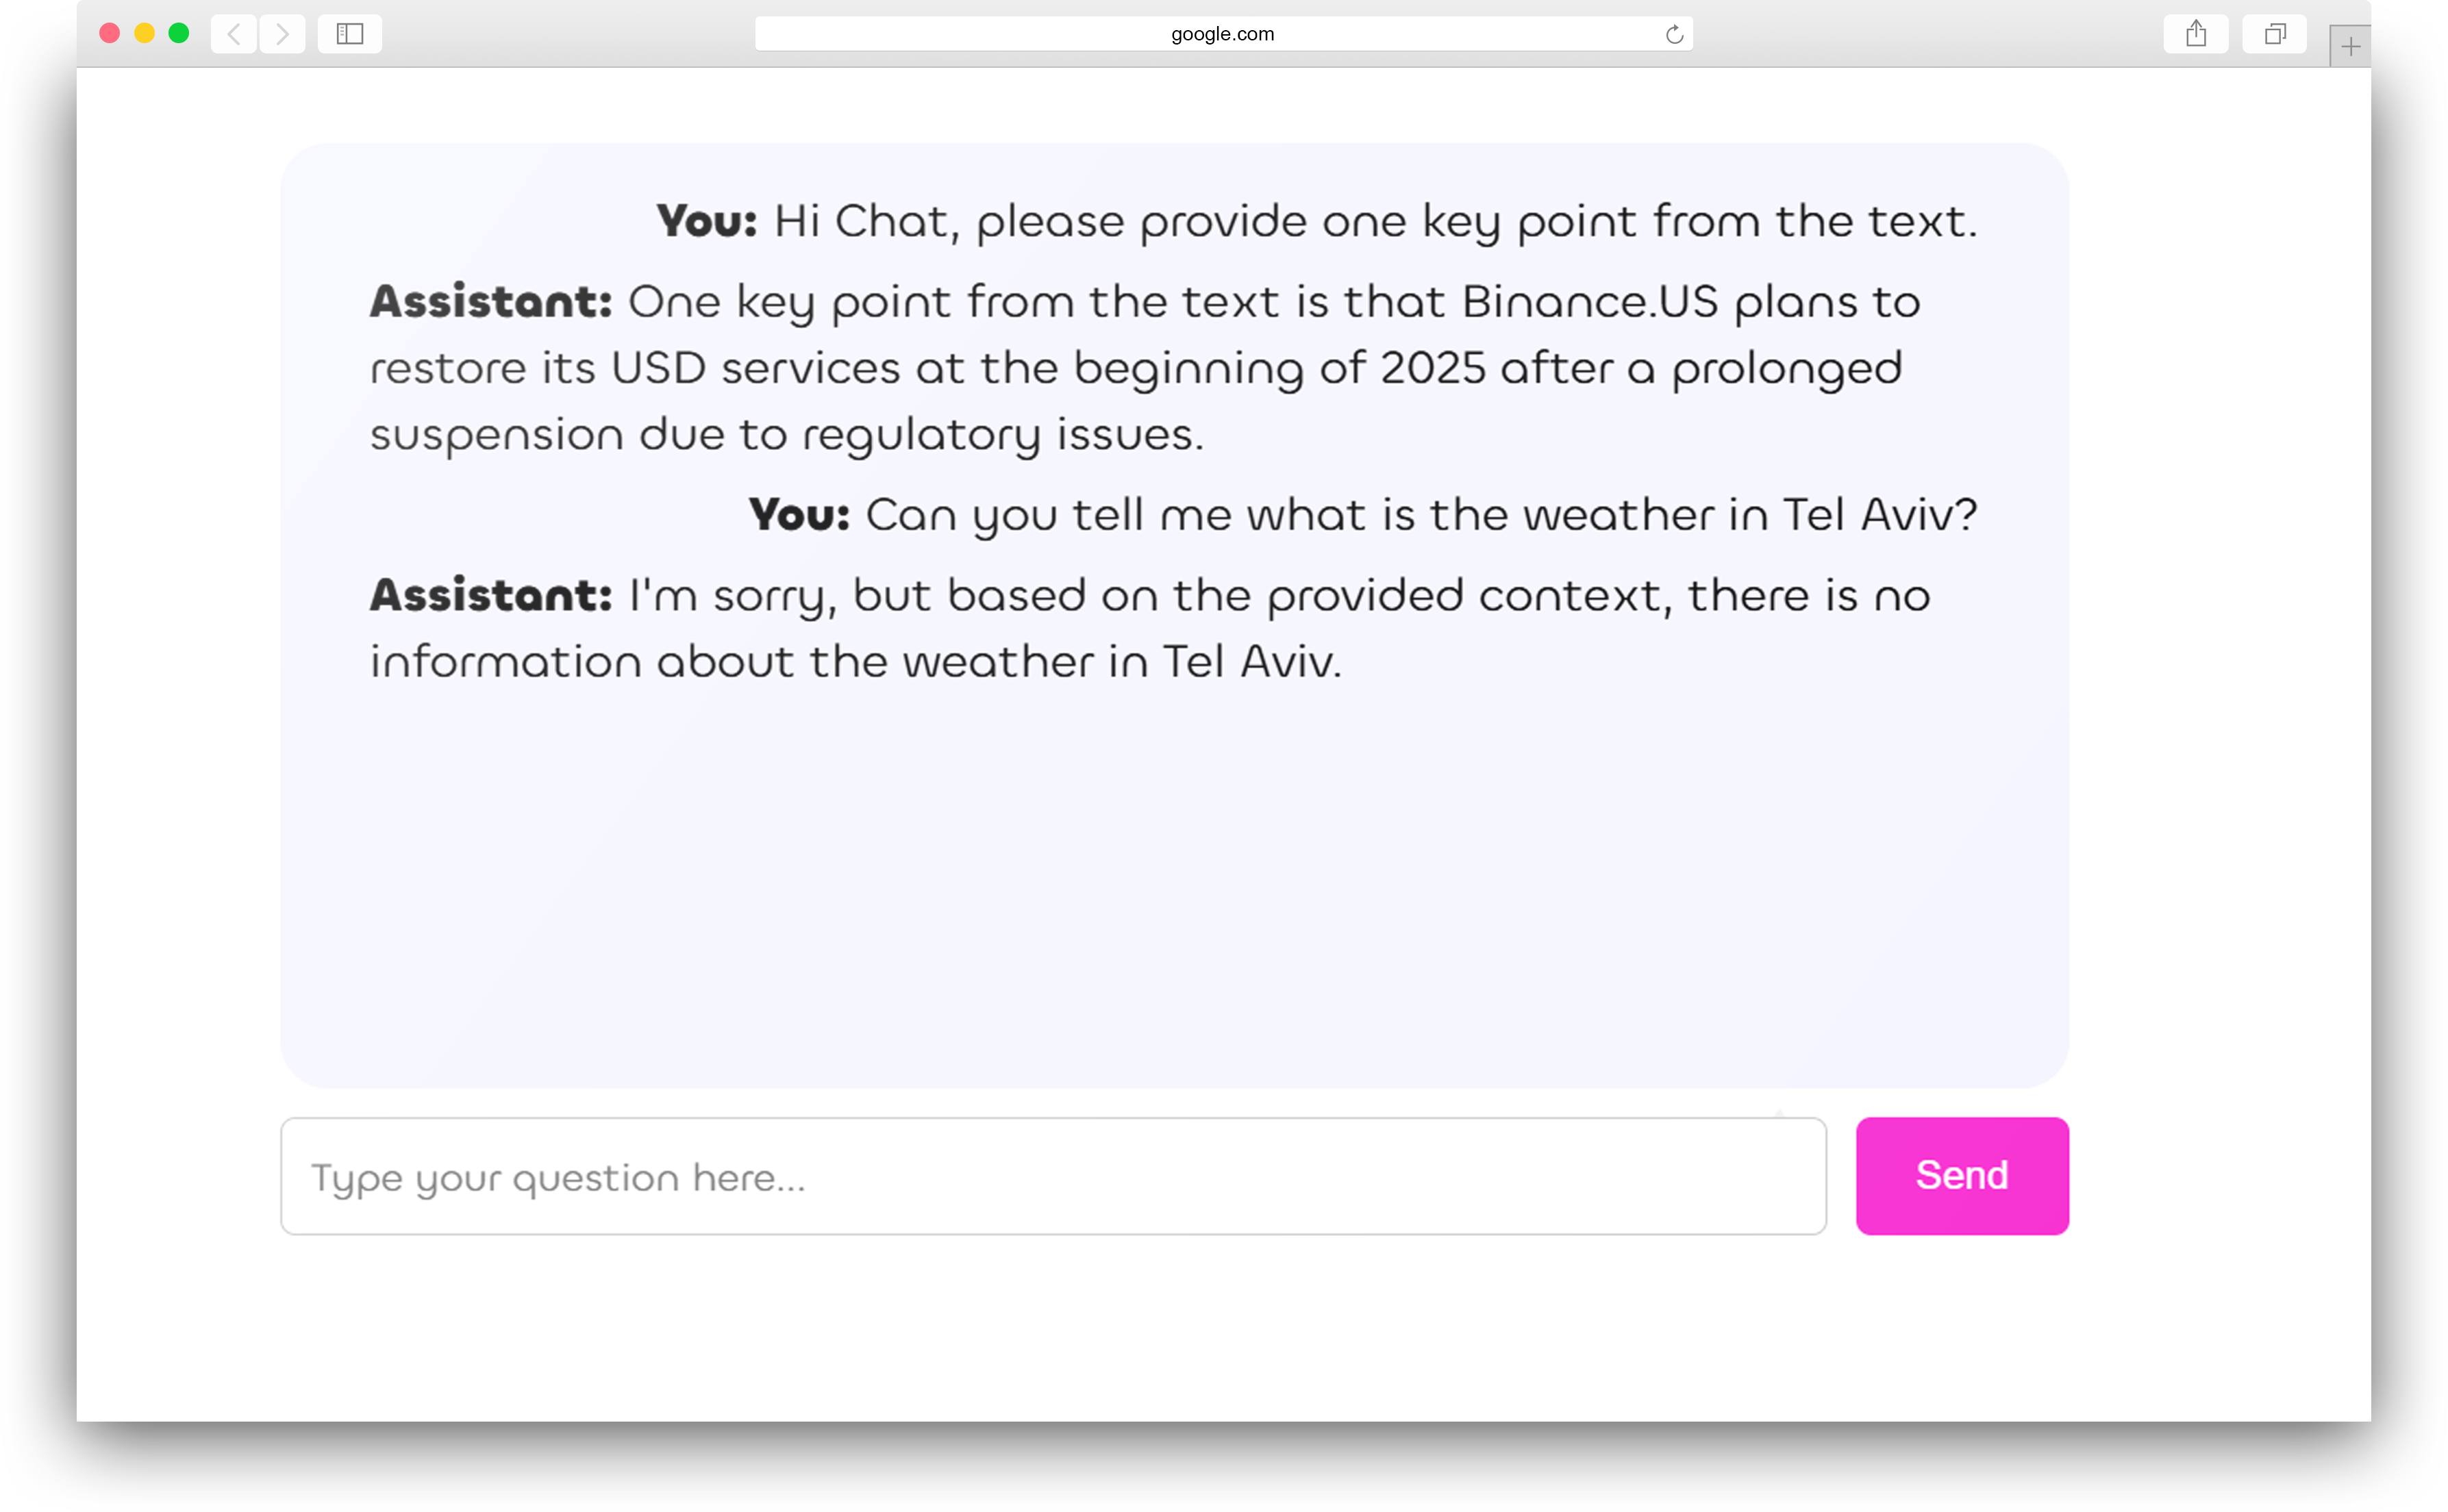 google.com
You: Hi Chat, please provide one key point from the text.
Assistant: One key point from the text is that Binance.US plans to
restore its USD services at the beginning of 2025 after a prolonged
suspension due to regulatory issues.
You: Can you tell me what is the weather in Tel Aviv?
Assistant: I'm sorry, but based on the provided context, there is no
information about the weather in Tel Aviv.
Type your question here...
Send